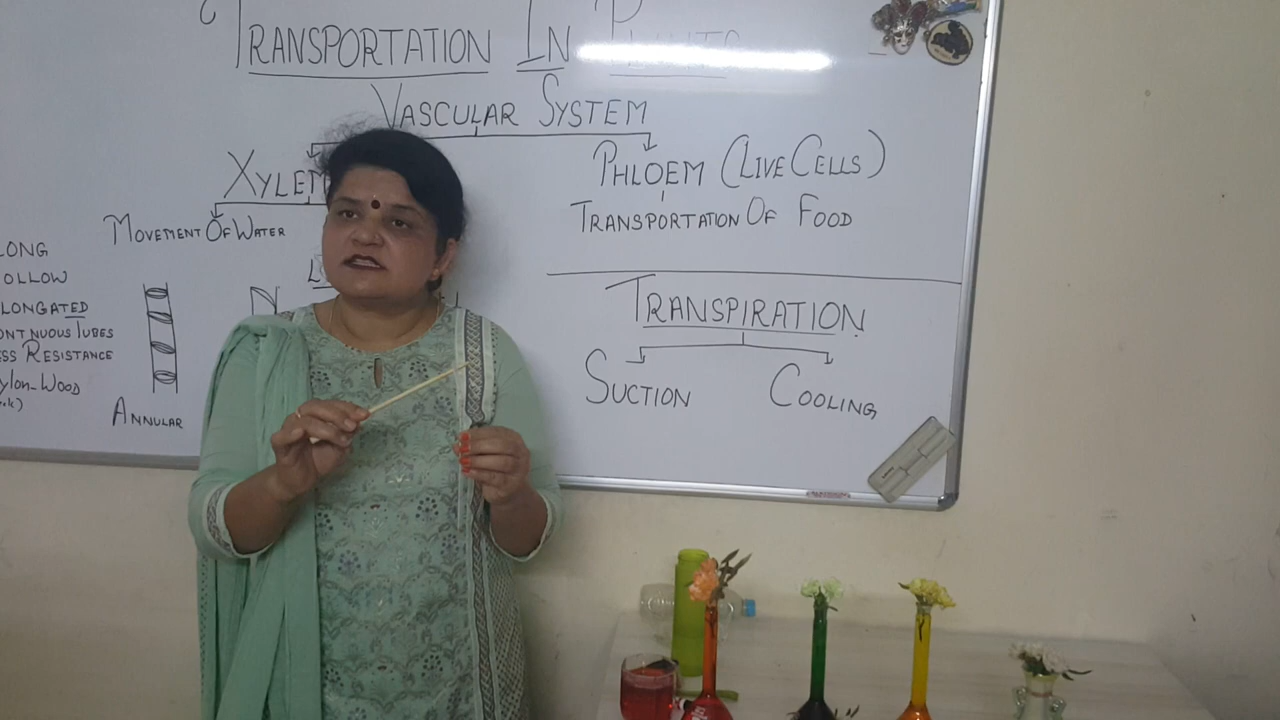 TRANSPORTATION IN
VASCULAR SYSTEM
XYLEM
PHLOEM (LIVE CELLS)
TRANSPORTATION OF FOOD
MOVEMENT OF WATER
LONG
OLLOW
LONGATED
ONTINUOUS TUBES
SS RESISTANCE
ylon-WOOD
ANNULAR
TRANSPIRATION
SUCTION
COOLING